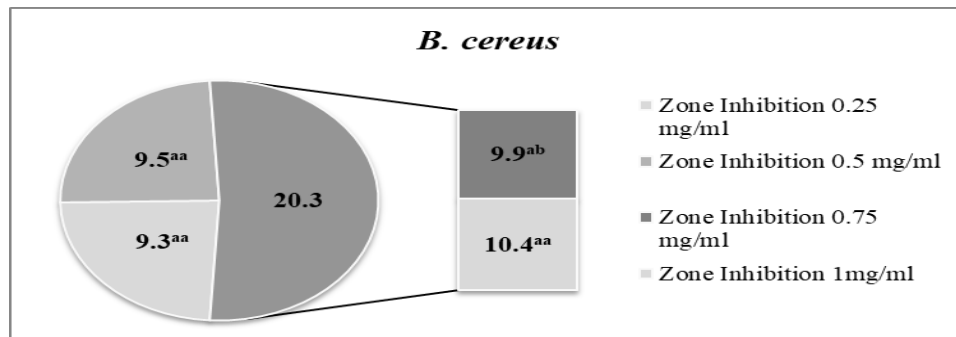 B. cereus
9.5ᵃᵃ
9.3ᵃᵃ
20.3
9.9ᵃᵇ
10.4ᵃᵃ
Zone Inhibition 0.25
mg/ml
Zone Inhibition 0.5 mg/ml
Zone Inhibition 0.75
mg/ml
Zone Inhibition 1mg/ml